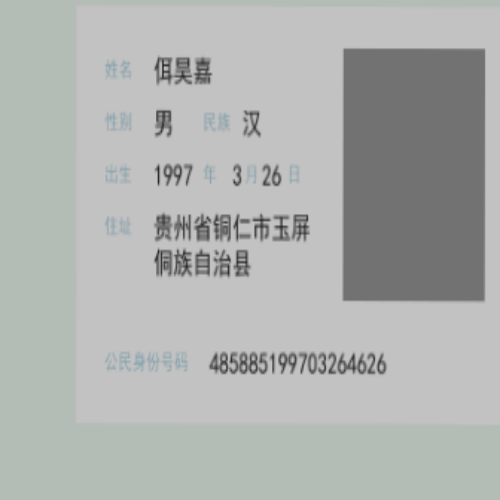 姓名 佴昊嘉
性别 男 民族 汉
出生 1997 年 3 月 26 日
住址 贵州省铜仁市玉屏
侗族自治县
公民身份号码 485885199703264626